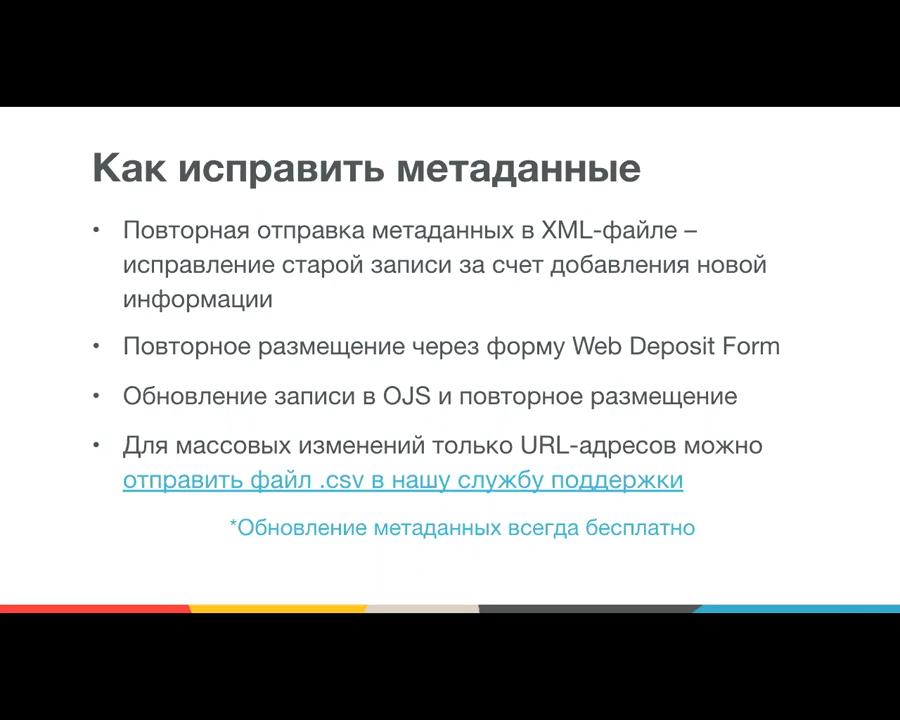 Как исправить метаданные
• Повторная отправка метаданных в XML-файле –
исправление старой записи за счет добавления новой
информации
• Повторное размещение через форму Web Deposit Form
• Обновление записи в OJS и повторное размещение
• Для массовых изменений только URL-адресов можно
отправить файл .csv в нашу службу поддержки
*Обновление метаданных всегда бесплатно